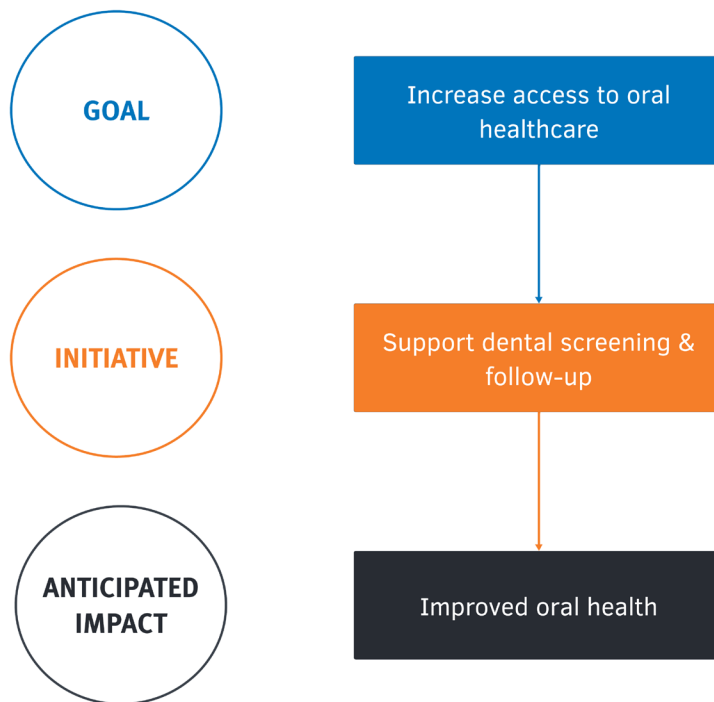 GOAL
Increase access to oral
healthcare
INITIATIVE
Support dental screening &
follow-up
ANTICIPATED
IMPACT
Improved oral health